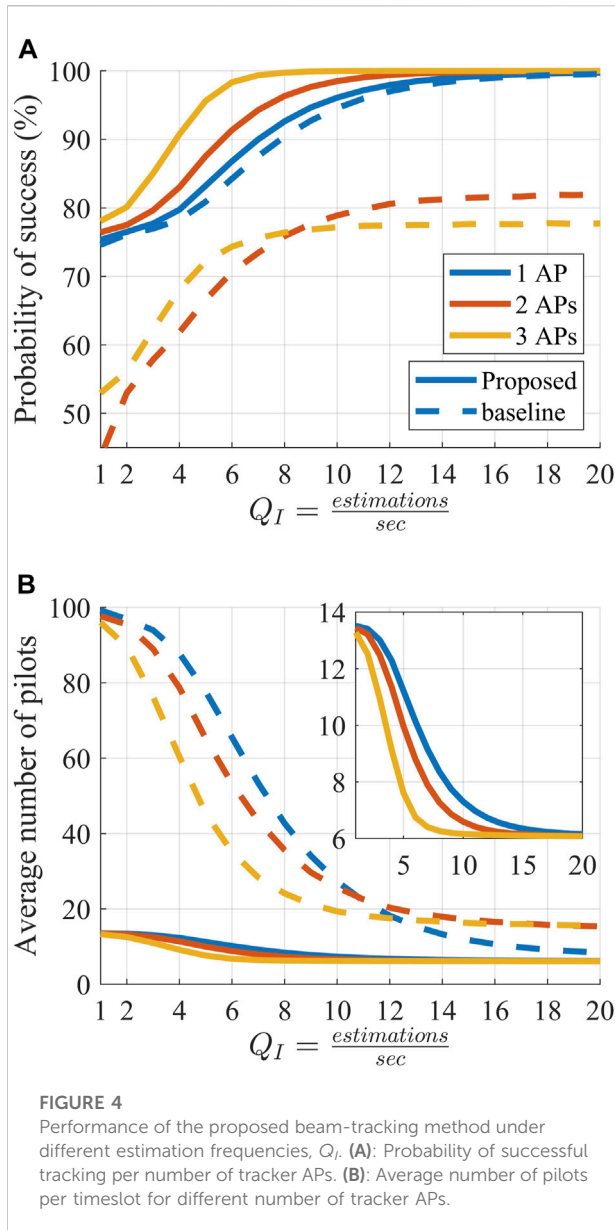 A
100
90
80
70
60
50
Probability of success (%)
1 AP
2 APs
3 APs
Proposed
baseline
1 2 4 6 8 10 12 14 16 18 20
Q_I = estimations/sec
B
100
80
60
40
20
0
Average number of pilots
14
12
10
8
6
5 10 15 20
1 2 4 6 8 10 12 14 16 18 20
Q_I = estimations/sec
FIGURE 4
Performance of the proposed beam-tracking method under
different estimation frequencies, Q_I. (A): Probability of successful
tracking per number of tracker APs. (B): Average number of pilots
per timeslot for different number of tracker APs.